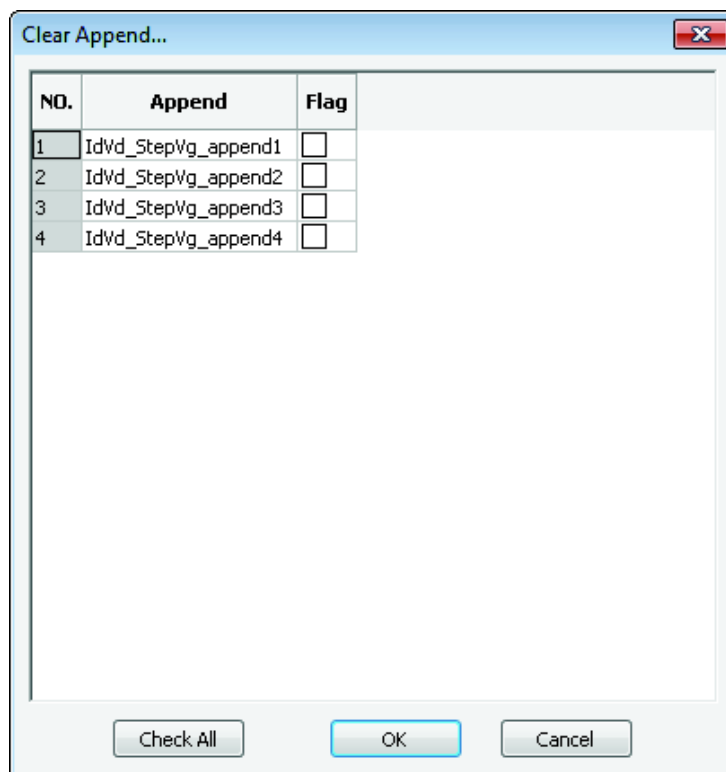 Clear Append...
NO. Append Flag
1 IdVd_StepVg_append1
2 IdVd_StepVg_append2
3 IdVd_StepVg_append3
4 IdVd_StepVg_append4
Check All OK Cancel